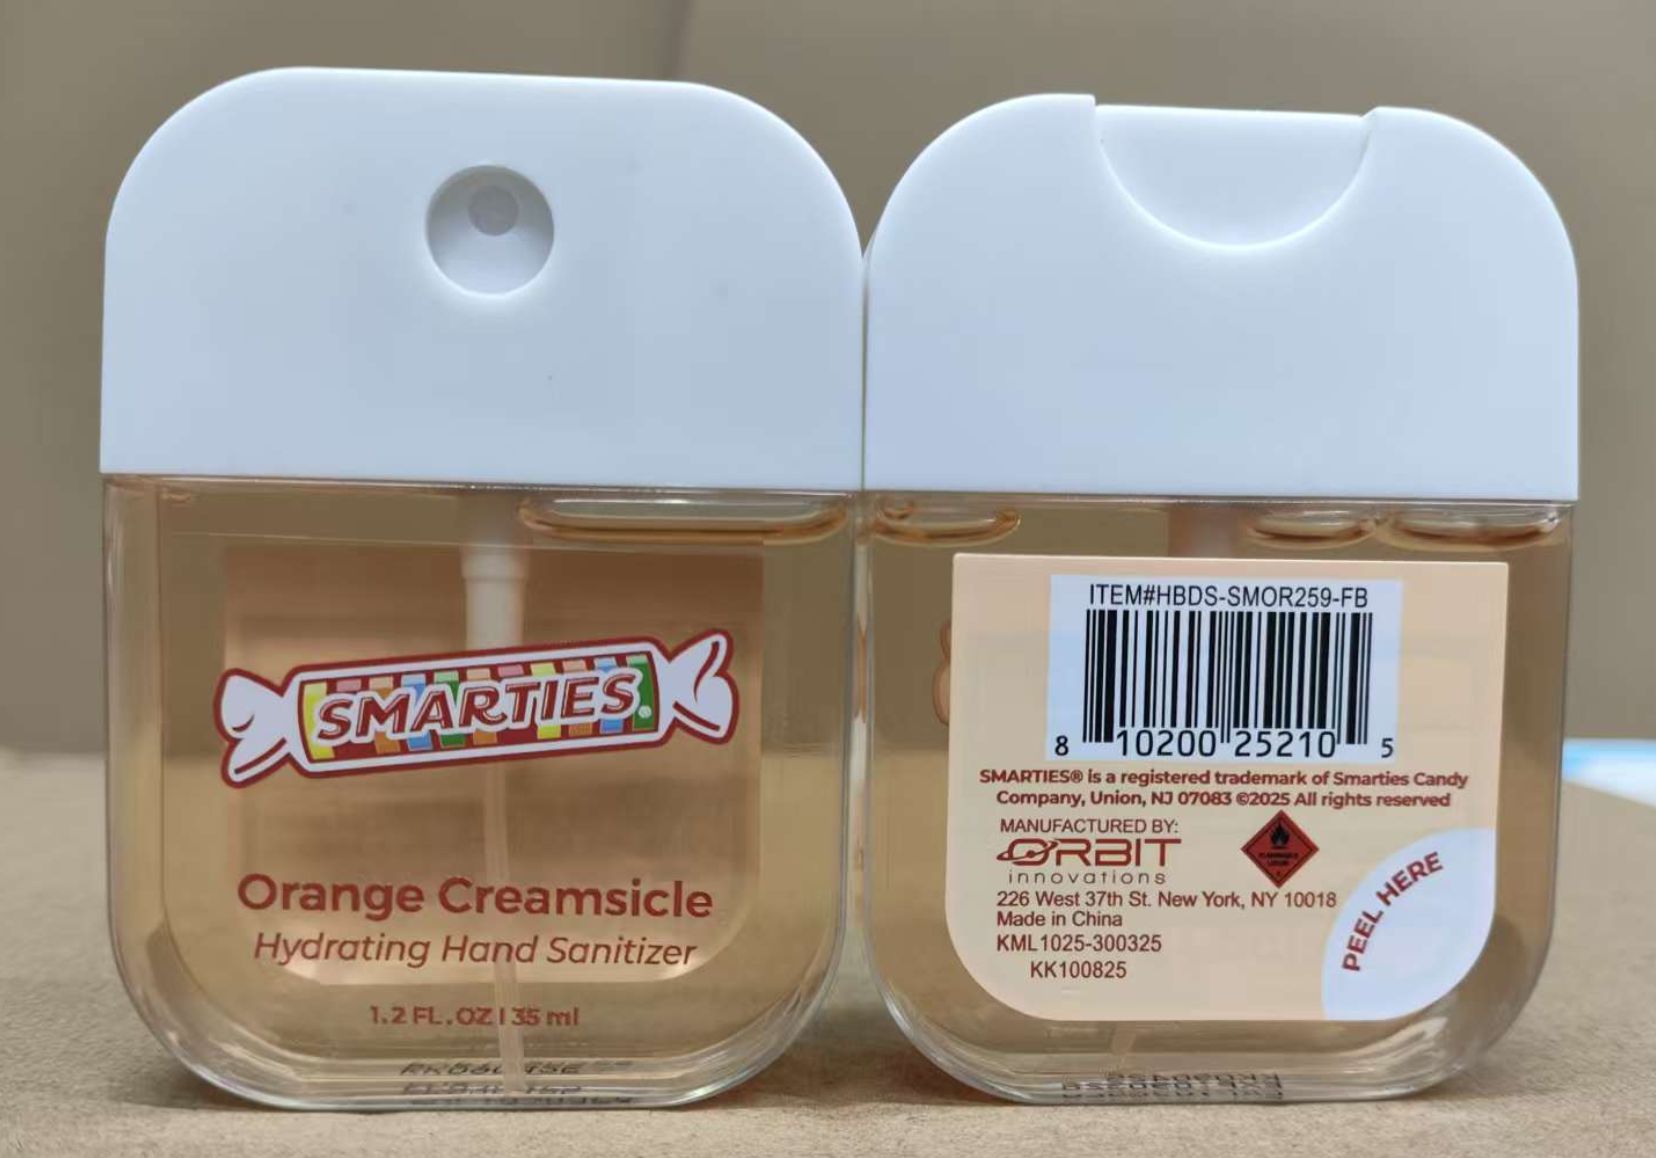 SMARTIES
Orange Creamsicle
Hydrating Hand Sanitizer
1.2 FL.OZ I 35 ml
ITEM#HBDS-SMOR259-FB
8 10200 25210 5
SMARTIES® is a registered trademark of Smarties Candy
Company, Union, NJ 07083 ©2025 All rights reserved
MANUFACTURED BY:
ORBIT
innovations
226 West 37th St. New York, NY 10018
Made in China
KML1025-300325
KK100825
PEEL HERE